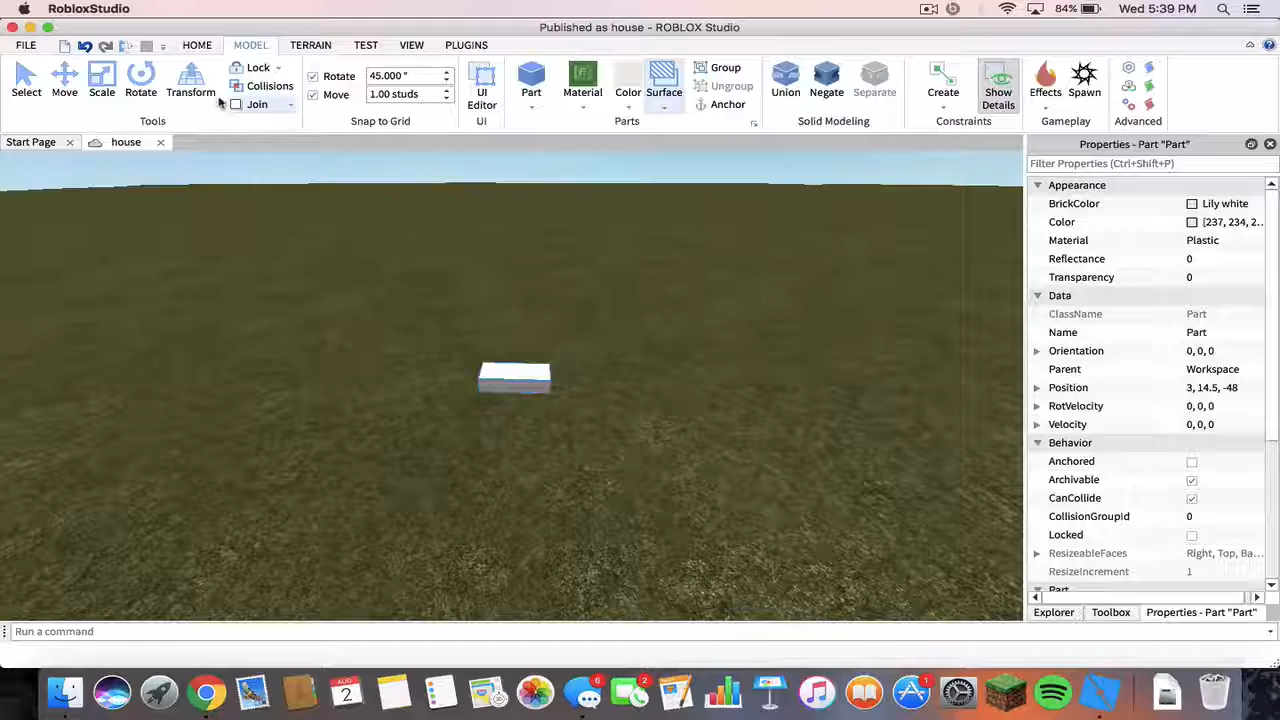 RobloxStudio 84% Wed 5:39 PM
Published as house - ROBLOX Studio
FILE HOME MODEL TERRAIN TEST VIEW PLUGINS
Select Move Scale Rotate Transform
Lock
Collisions
Join
Tools
Rotate 45.000 °
Move 1.00 studs
Snap to Grid
UI Editor
UI
Part Material Color Surface
Group
Ungroup
Anchor
Parts
Union Negate Separate
Solid Modeling
Create Show Details
Constraints
Effects Spawn
Gameplay
Advanced
Start Page house
Properties - Part "Part"
Filter Properties (Ctrl+Shift+P)
Appearance
BrickColor Lily white
Color [237, 234, 2...
Material Plastic
Reflectance 0
Transparency 0
Data
ClassName Part
Name Part
Orientation 0, 0, 0
Parent Workspace
Position 3, 14.5, -48
RotVelocity 0, 0, 0
Velocity 0, 0, 0
Behavior
Anchored
Archivable
CanCollide
CollisionGroupId 0
Locked
ResizeableFaces Right, Top, Ba...
ResizeIncrement 1
Part
Explorer Toolbox Properties - Part "Part"
Run a command
6 AUG 2 2 1